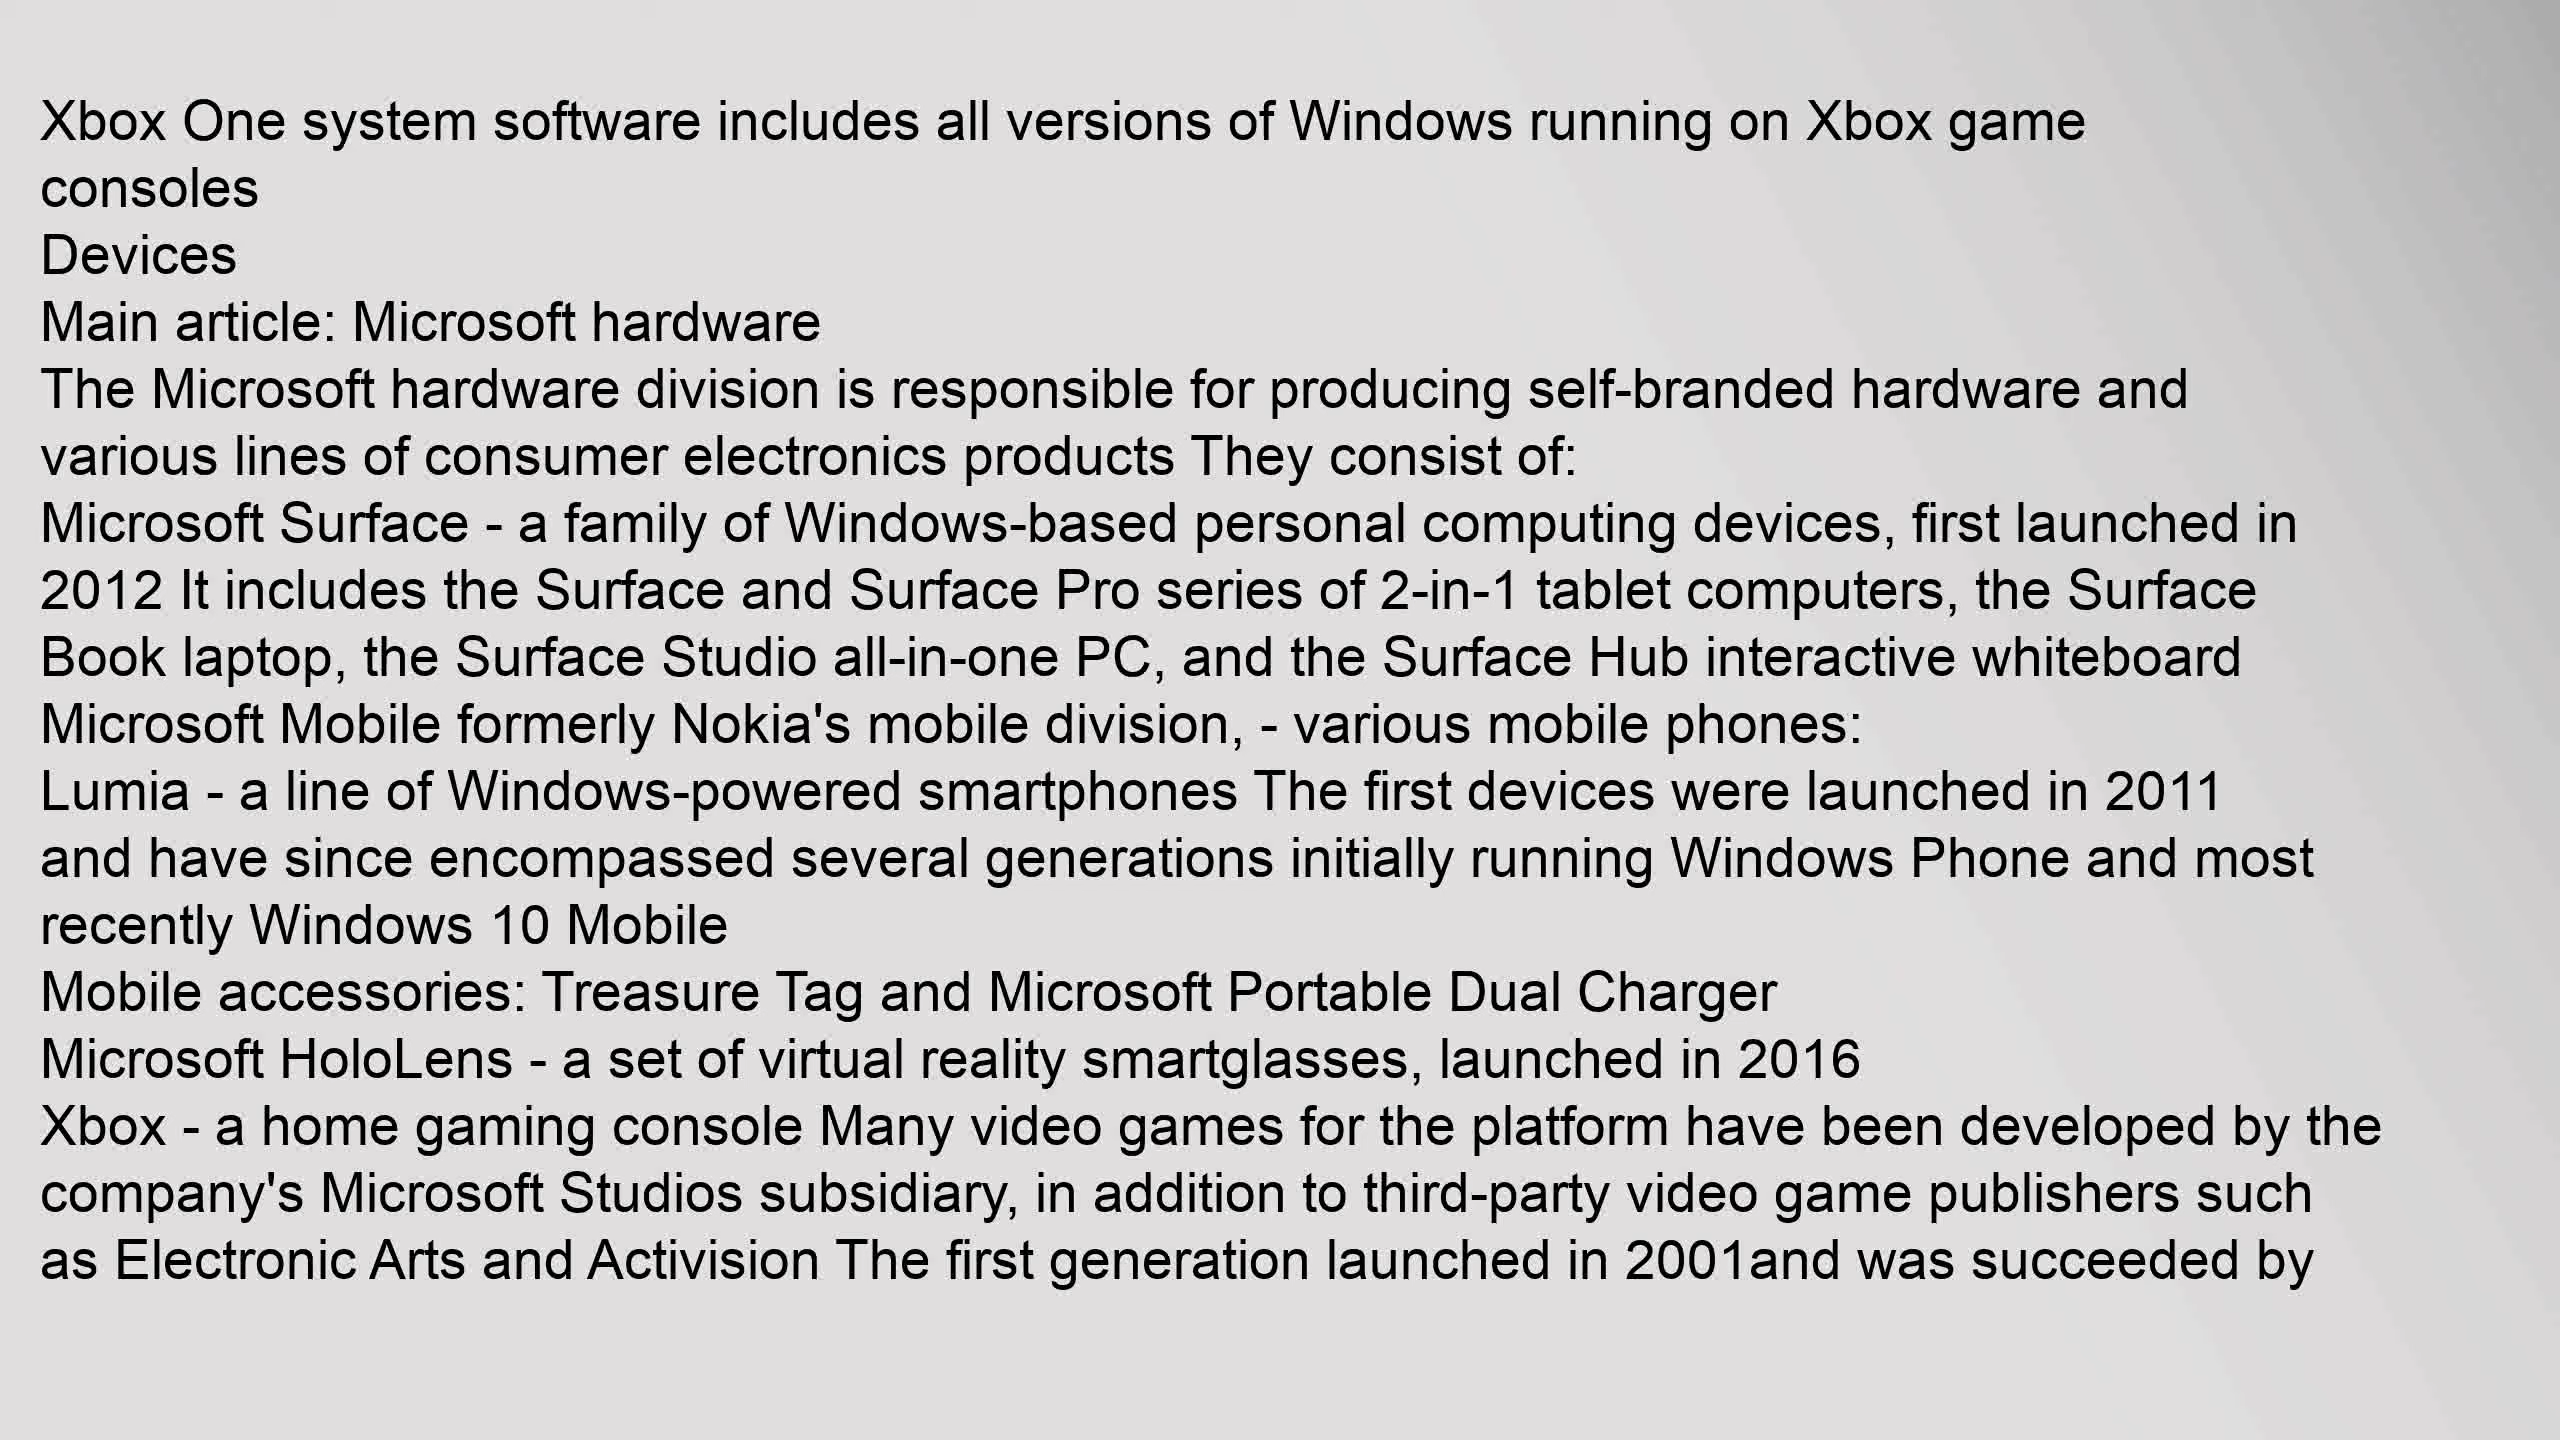 Xbox One system software includes all versions of Windows running on Xbox game
consoles
Devices
Main article: Microsoft hardware
The Microsoft hardware division is responsible for producing self-branded hardware and
various lines of consumer electronics products They consist of:
Microsoft Surface - a family of Windows-based personal computing devices, first launched in
2012 It includes the Surface and Surface Pro series of 2-in-1 tablet computers, the Surface
Book laptop, the Surface Studio all-in-one PC, and the Surface Hub interactive whiteboard
Microsoft Mobile formerly Nokia's mobile division, - various mobile phones:
Lumia - a line of Windows-powered smartphones The first devices were launched in 2011
and have since encompassed several generations initially running Windows Phone and most
recently Windows 10 Mobile
Mobile accessories: Treasure Tag and Microsoft Portable Dual Charger
Microsoft HoloLens - a set of virtual reality smartglasses, launched in 2016
Xbox - a home gaming console Many video games for the platform have been developed by the
company's Microsoft Studios subsidiary, in addition to third-party video game publishers such
as Electronic Arts and Activision The first generation launched in 2001and was succeeded by